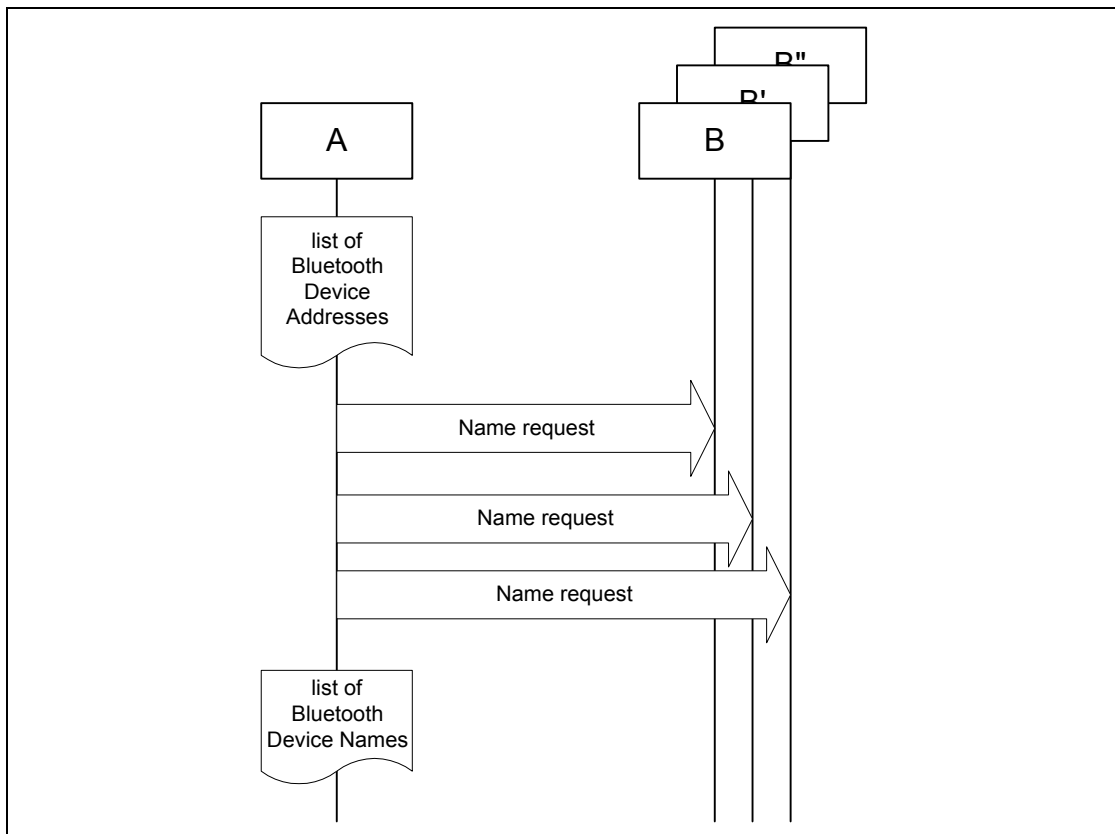 B"
B'
A
B
list of
Bluetooth
Device
Addresses
Name request
Name request
Name request
list of
Bluetooth
Device Names